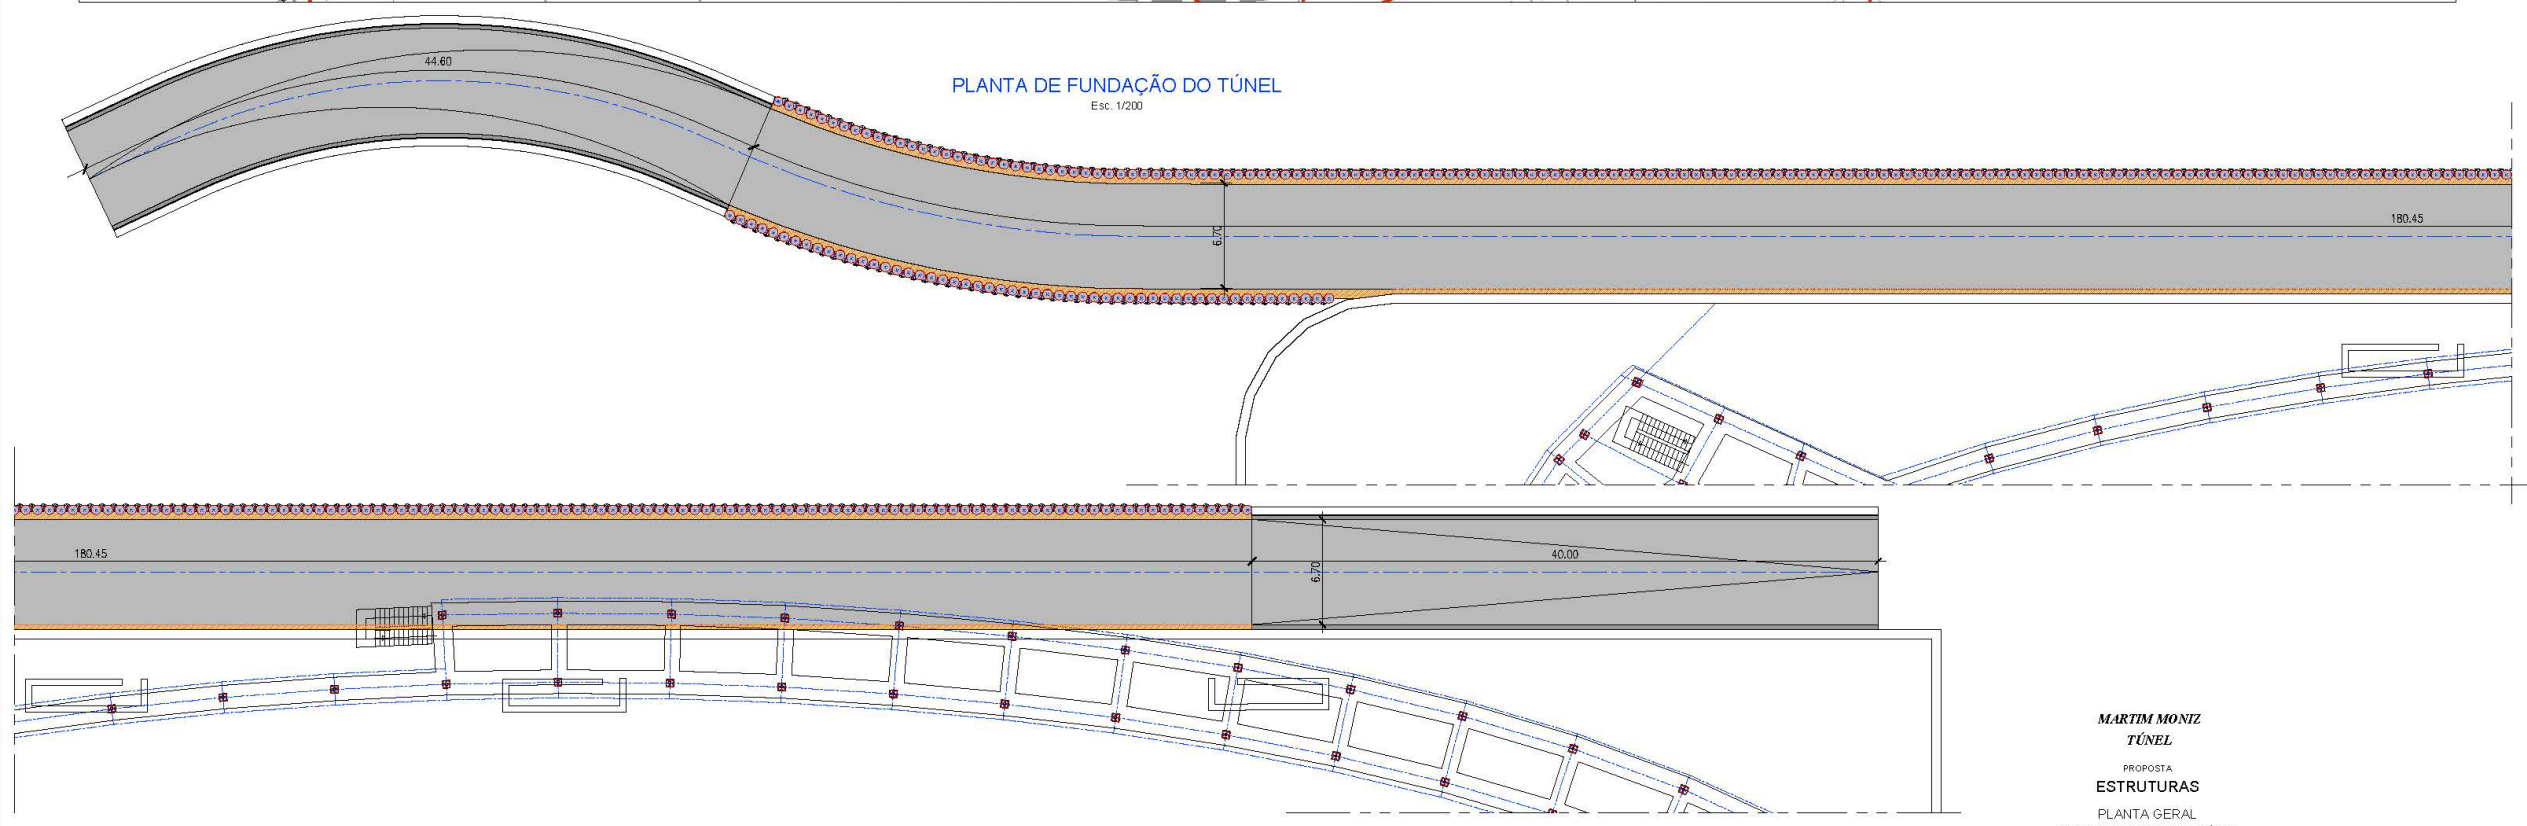 44.60
PLANTA DE FUNDAÇÃO DO TÚNEL
Esc. 1/200
6.70
180.45
180.45
6.70
40.00
MARTIM MONIZ
TÚNEL
PROPOSTA
ESTRUTURAS
PLANTA GERAL